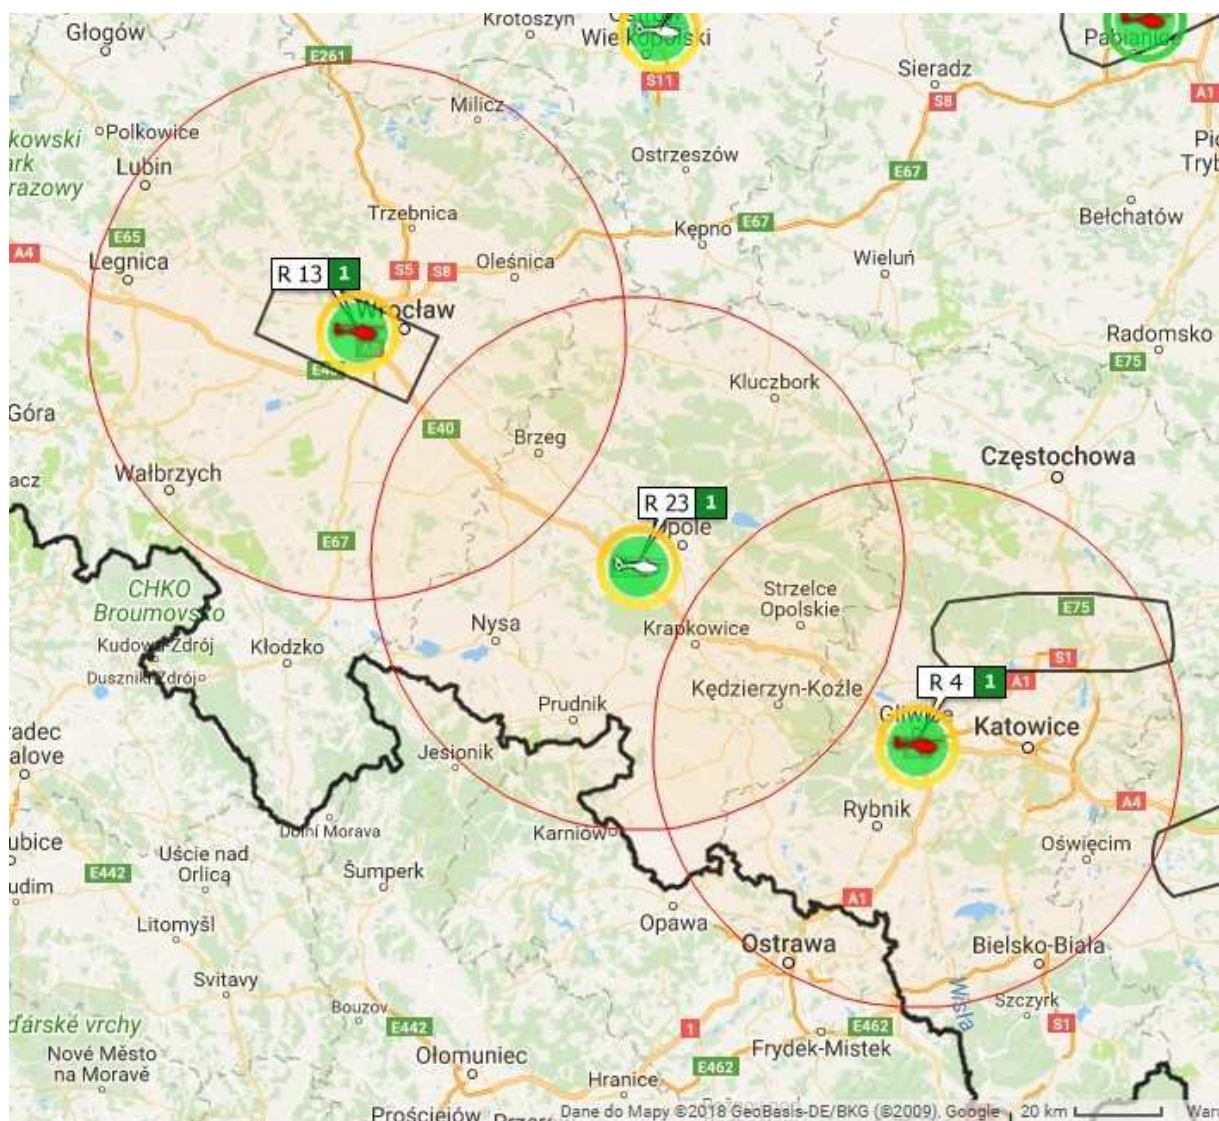 Głogów
Krotoszyn
Wielkopolski
Pabianice
E261
S11
Sieradz
S8
A1
Milicz
Polkowice
Lubin
Ostrzeszów
E67
Trzebnica
Kępno
E67
Bełchatów
E65
A4
Legnica
R 13 1
S5
S8
Oleśnica
Wieluń
Wrocław
Radomsko
E75
Kluczbork
Góra
E40
Brzeg
Częstochowa
Wałbrzych
R 23 1
E67
CHKO
Broumovsko
Strzelce
Opolskie
E75
Nysa
Krapkowice
Kudowa-Zdrój
Kłodzko
Duszniki-Zdrój
S1
A1
R 4 1
Kędzierzyn-Koźle
Prudnik
Gliwice
Katowice
Jesionik
A4
Rybnik
Dolní Morava
Karniów
Oświęcim
Uście nad
Orlicą
E442
Šumperk
A1
Opawa
Litomyśl
Ostrawa
Bielsko-Biała
Svitavy
Wisła
Szczyrk
Bouzov
E442
1
E462
S1
Nové Město
na Moravě
Ołomuniec
Frydek-Mistek
E462
Hranice
Dane do Mapy ©2018 GeoBasis-DE/BKG (©2009), Google
20 km